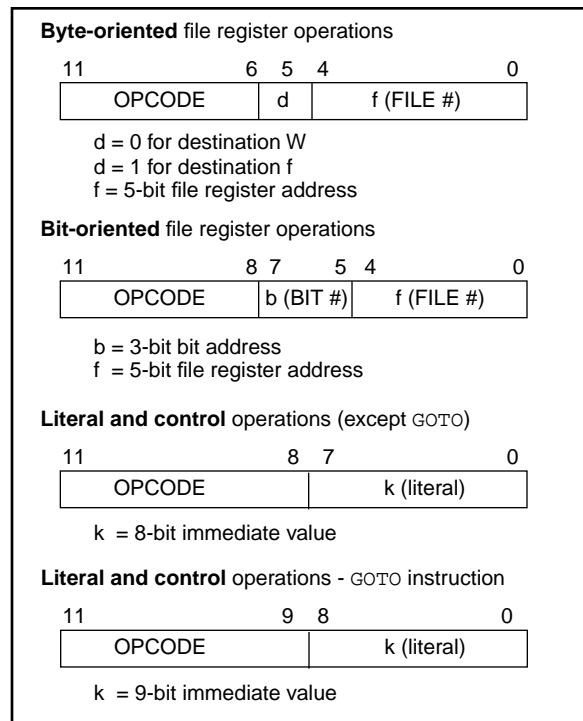 Byte-oriented file register operations
11 6 5 4 0
OPCODE d f (FILE #)
d = 0 for destination W
d = 1 for destination f
f = 5-bit file register address
Bit-oriented file register operations
11 8 7 5 4 0
OPCODE b (BIT #) f (FILE #)
b = 3-bit bit address
f = 5-bit file register address
Literal and control operations (except GOTO)
11 8 7 0
OPCODE k (literal)
k = 8-bit immediate value
Literal and control operations - GOTO instruction
11 9 8 0
OPCODE k (literal)
k = 9-bit immediate value